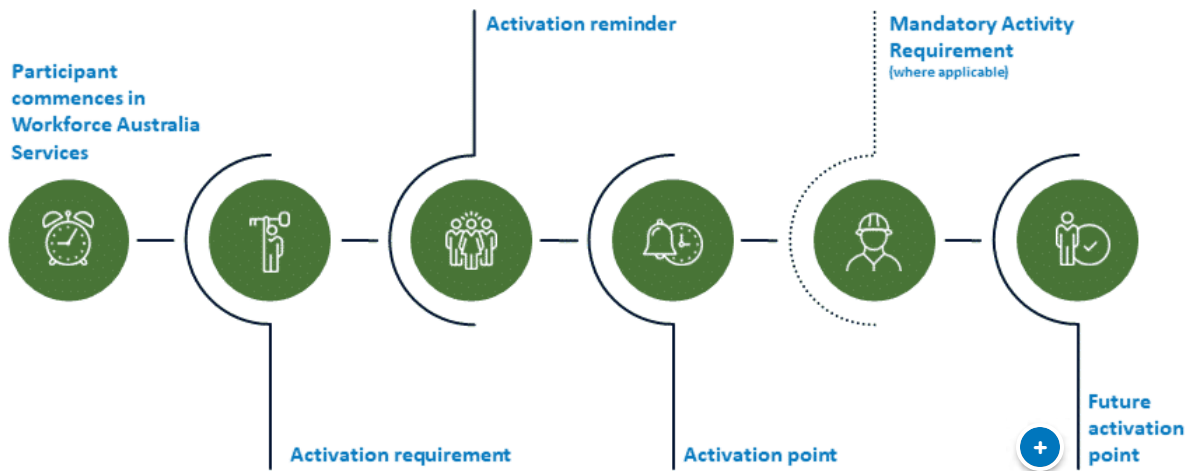 Participant
commences in
Workforce Australia
Services
Activation requirement
Activation reminder
Activation point
Mandatory Activity
Requirement
(where applicable)
Future
activation
point
+